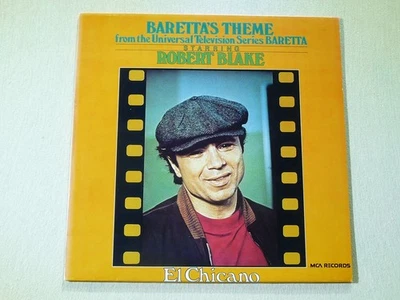 BARETTA'S THEME
from the Universal Television Series BARETTA
STARRING
ROBERT BLAKE
MCA RECORDS
El Chicano